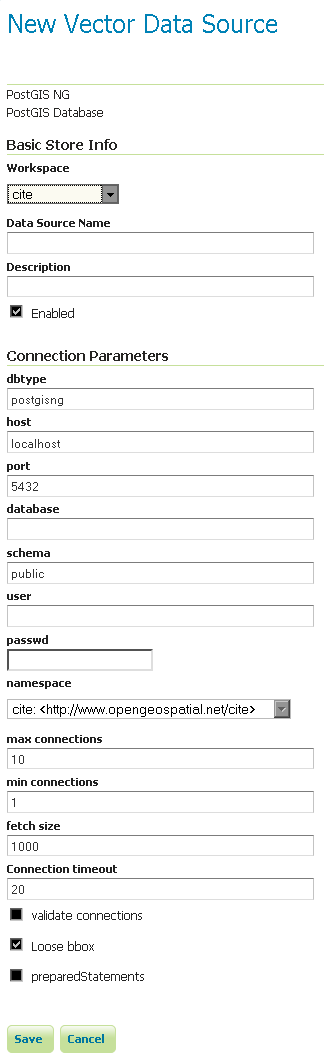 New Vector Data Source
PostGIS NG
PostGIS Database
Basic Store Info
Workspace
cite
Data Source Name
Description
Enabled
Connection Parameters
dbtype
postgisng
host
localhost
port
5432
database
schema
public
user
passwd
namespace
cite: <http://www.opengeospatial.net/cite>
max connections
10
min connections
1
fetch size
1000
Connection timeout
20
validate connections
Loose bbox
preparedStatements
Save Cancel